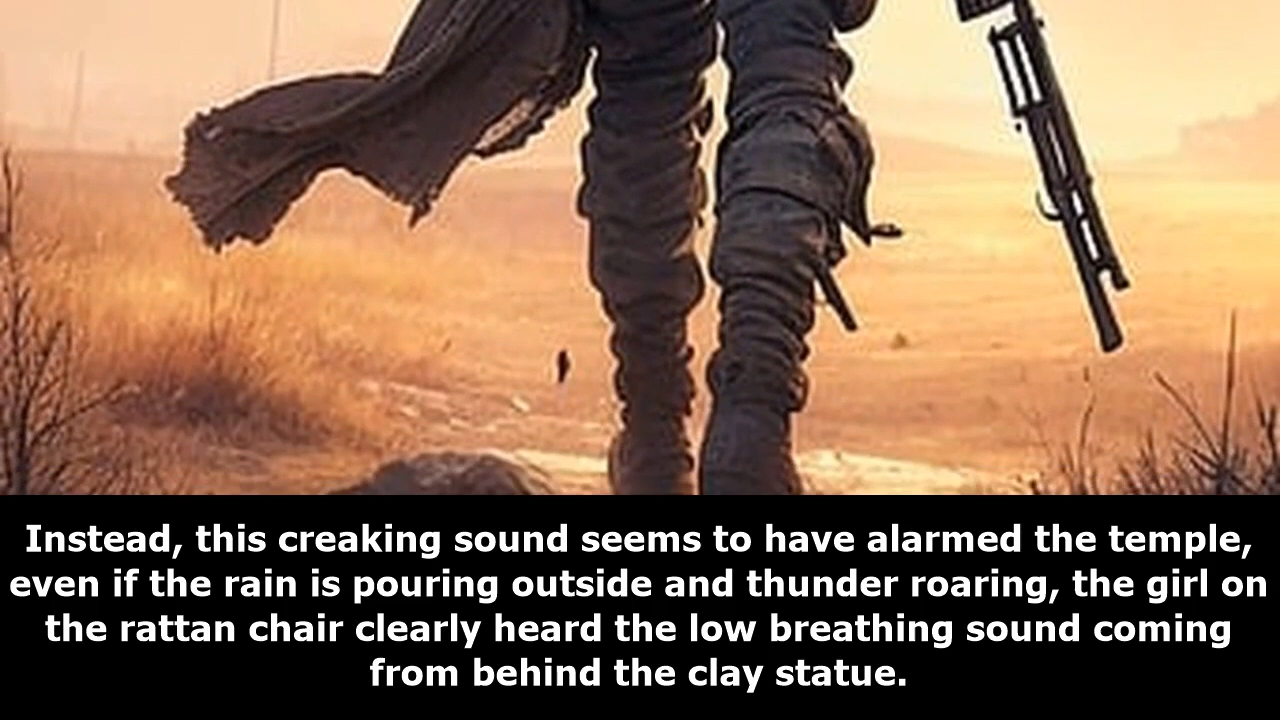 Instead, this creaking sound seems to have alarmed the temple,
even if the rain is pouring outside and thunder roaring, the girl on
the rattan chair clearly heard the low breathing sound coming
from behind the clay statue.